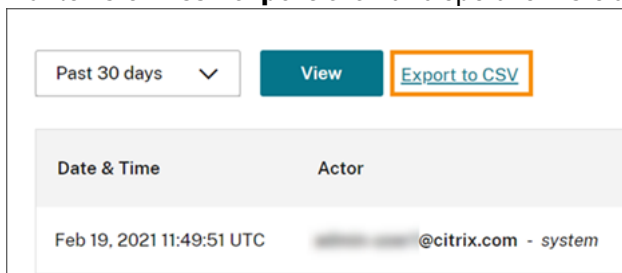 Past 30 days View Export to CSV
Date & Time Actor
Feb 19, 2021 11:49:51 UTC @citrix.com - system